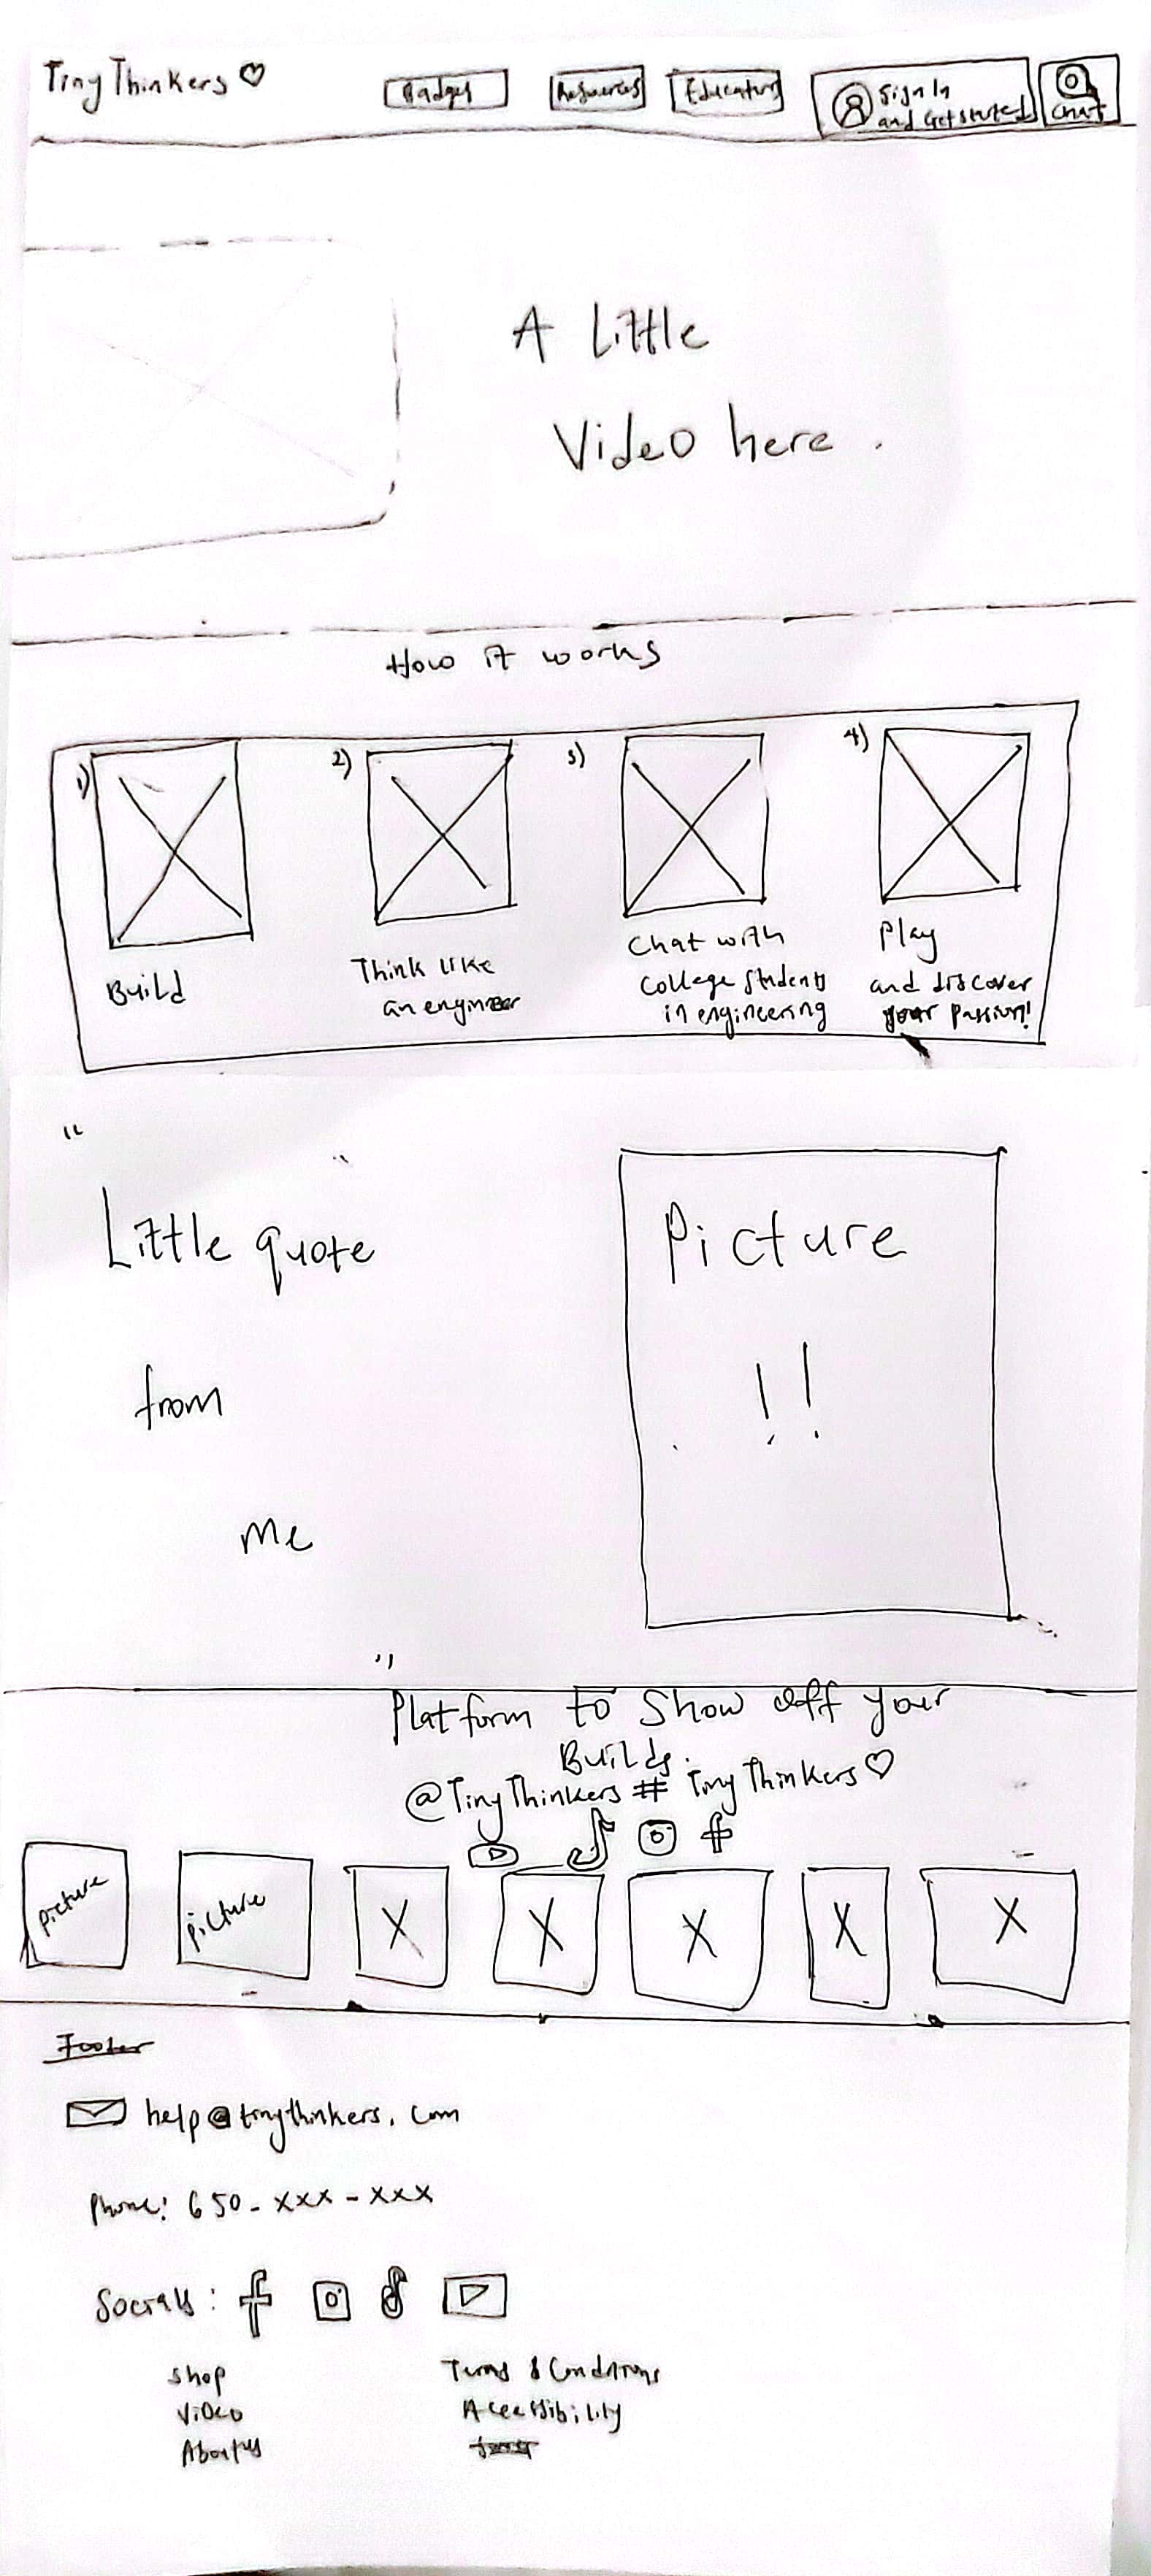 Tiny Thinkers ♡
Badges Resources Educators Sign In
and Get started Chat
A Little
Video here.
How it works
1) 2) 3) 4)
Build
Think like
an engineer
Chat with
college students
in engineering
Play
and discover
your passion!
"
Little quote
from
me
"
Picture
!!
Platform to Show off your
Builds.
@TinyThinkers # TinyThinkers ♡
picture picture X X X X X
Footer
help@tinythinkers.com
Phone: 650-xxx-xxx
Socials:
Shop
Video
About us
Terms & Conditions
Accessibility